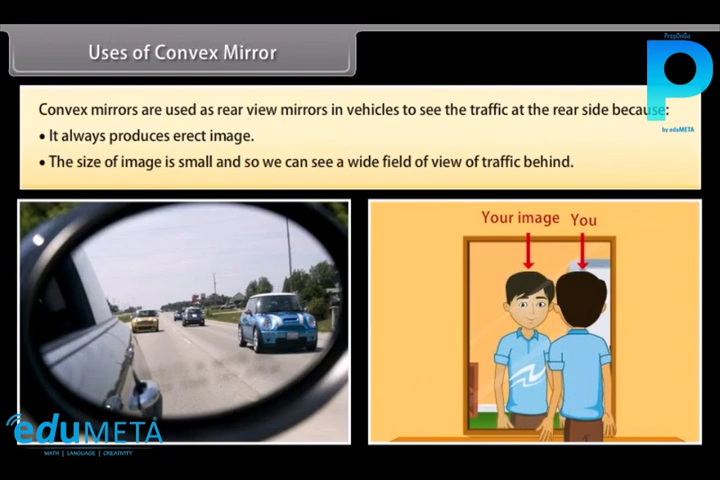 Uses of Convex Mirror
PrepOnGo
P
by eduMETA
Convex mirrors are used as rear view mirrors in vehicles to see the traffic at the rear side because:
• It always produces erect image.
• The size of image is small and so we can see a wide field of view of traffic behind.
Your image You
eduMETA
MATH | LANGUAGE | CREATIVITY